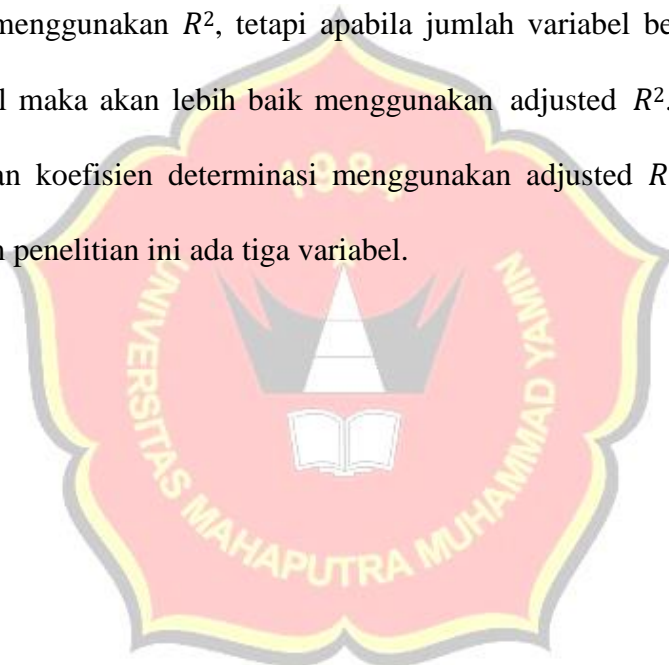 menggunakan R², tetapi apabila jumlah variabel be
l maka akan lebih baik menggunakan adjusted R².
an koefisien determinasi menggunakan adjusted R
n penelitian ini ada tiga variabel.
1984
UNIVERSITAS MAHAPUTRA MUHAMMAD YAMIN